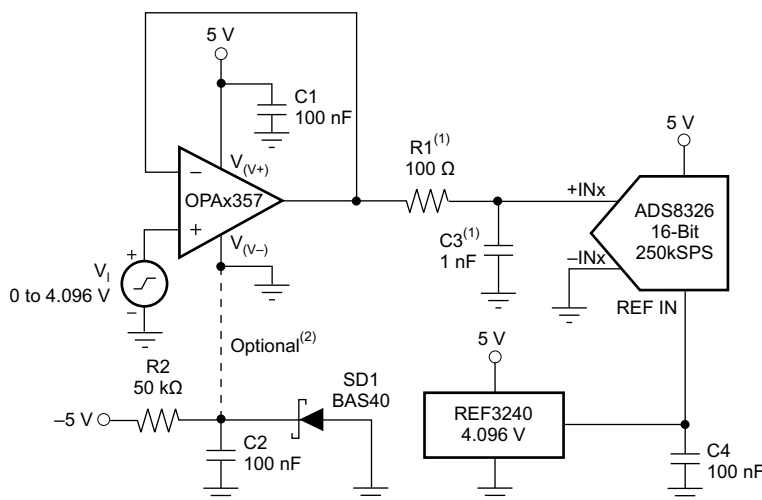 5 V
C1
100 nF
V(V+)
−
OPAx357
+
V(V−)
+
VI
0 to 4.096 V
−
R1(1)
100 Ω
C3(1)
1 nF
5 V
+INx
ADS8326
16-Bit
250kSPS
−INx
REF IN
Optional(2)
R2
50 kΩ
−5 V
C2
100 nF
SD1
BAS40
5 V
REF3240
4.096 V
C4
100 nF